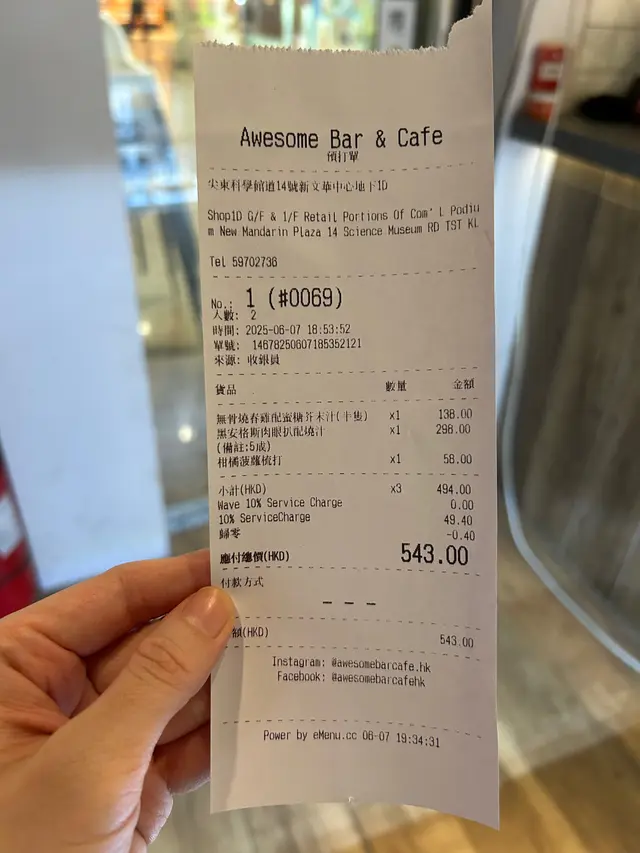 Awesome Bar & Cafe
預打單
尖東科學館道14號新文華中心地下1D
Shop1D G/F & 1/F Retail Portions Of Com'L Podiu
m New Mandarin Plaza 14 Science Museum RD TST KL
Tel 59702736
No.: 1 (#0069)
人數: 2
時間: 2025-06-07 18:53:52
單號: 14678250607185352121
來源: 收銀員
貨品 數量 金額
無骨燒春雞配蜜糖芥末汁(半隻) x1 138.00
黑安格斯肉眼扒配燒汁 x1 298.00
(備註:5成)
柑橘菠蘿梳打 x1 58.00
小計(HKD) x3 494.00
Wave 10% Service Charge 0.00
10% ServiceCharge 49.40
歸零 -0.40
應付總價(HKD) 543.00
付款方式
---
額(HKD) 543.00
Instagram: @awesomebarcafe.hk
Facebook: @awesomebarcafehk
Power by eMenu.cc 06-07 19:34:31